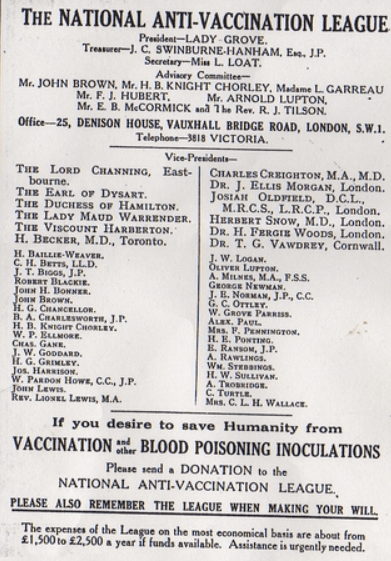 THE NATIONAL ANTI-VACCINATION LEAGUE.
President—LADY GROVE.
Treasurer—J. C. SWINBURNE-HANHAM, Esq., J.P.
Secretary—Miss L. LOAT.
Advisory Committee—
Mr. JOHN BROWN, Mr. H. B. KNIGHT CHORLEY, Madame L. GARREAU
Mr. F. J. HUBERT, Mr. ARNOLD LUPTON,
Mr. E. B. McCORMICK and The Rev. R. J. TILSON.
Office—25, DENISON HOUSE, VAUXHALL BRIDGE ROAD, LONDON, S.W.1.
Telephone—3818 VICTORIA.
Vice-Presidents—
THE LORD CHANNING, East-
bourne.
THE EARL OF DYSART.
THE DUCHESS OF HAMILTON.
THE LADY MAUD WARRENDER.
THE VISCOUNT HARBERTON.
H. BECKER, M.D., Toronto.
H. BAILLIE-WEAVER.
C. H. BETTS, LL.D.
J. T. BIGGS, J.P.
ROBERT BLACKIE.
JOHN H. BONNER.
JOHN BROWN.
H. G. CHANCELLOR.
B. A. CHARLESWORTH, J.P.
H. B. KNIGHT CHORLEY.
W. P. ELLMORE.
CHAS. GANE.
J. W. GODDARD.
H. G. GRIMLEY.
JOS. HARRISON.
W. PARDON HOWE, C.C., J.P.
JOHN LEWIS.
REV. LIONEL LEWIS, M.A.
CHARLES CREIGHTON, M.A., M.D.
DR. J. ELLIS MORGAN, London.
JOSIAH OLDFIELD, D.C.L.,
M.R.C.S., L.R.C.P., London.
HERBERT SNOW, M.D., London.
DR. H. FERGIE WOODS, London.
DR. T. G. VAWDREY, Cornwall.
J. W. LOGAN.
OLIVER LUPTON.
A. MILNES, M.A., F.S.S.
GEORGE NEWMAN.
J. E. NORMAN, J.P., C.C.
G. C. OTTLEY.
W. GROVE PARRISS.
ALEX. PAUL.
MRS. F. PENNINGTON.
H. E. PONTING.
E. RANSOM, J.P.
A. RAWLINGS.
WM. STEBBINGS.
H. W. SULLIVAN.
A. TROBRIDGE.
C. TURTLE.
MRS. C. L. H. WALLACE.
If you desire to save Humanity from
VACCINATION and other BLOOD POISONING INOCULATIONS
Please send a DONATION to the
NATIONAL ANTI-VACCINATION LEAGUE.
PLEASE ALSO REMEMBER THE LEAGUE WHEN MAKING YOUR WILL.
The expenses of the League on the most economical basis are about from
£1,500 to £2,500 a year if funds available. Assistance is urgently needed.